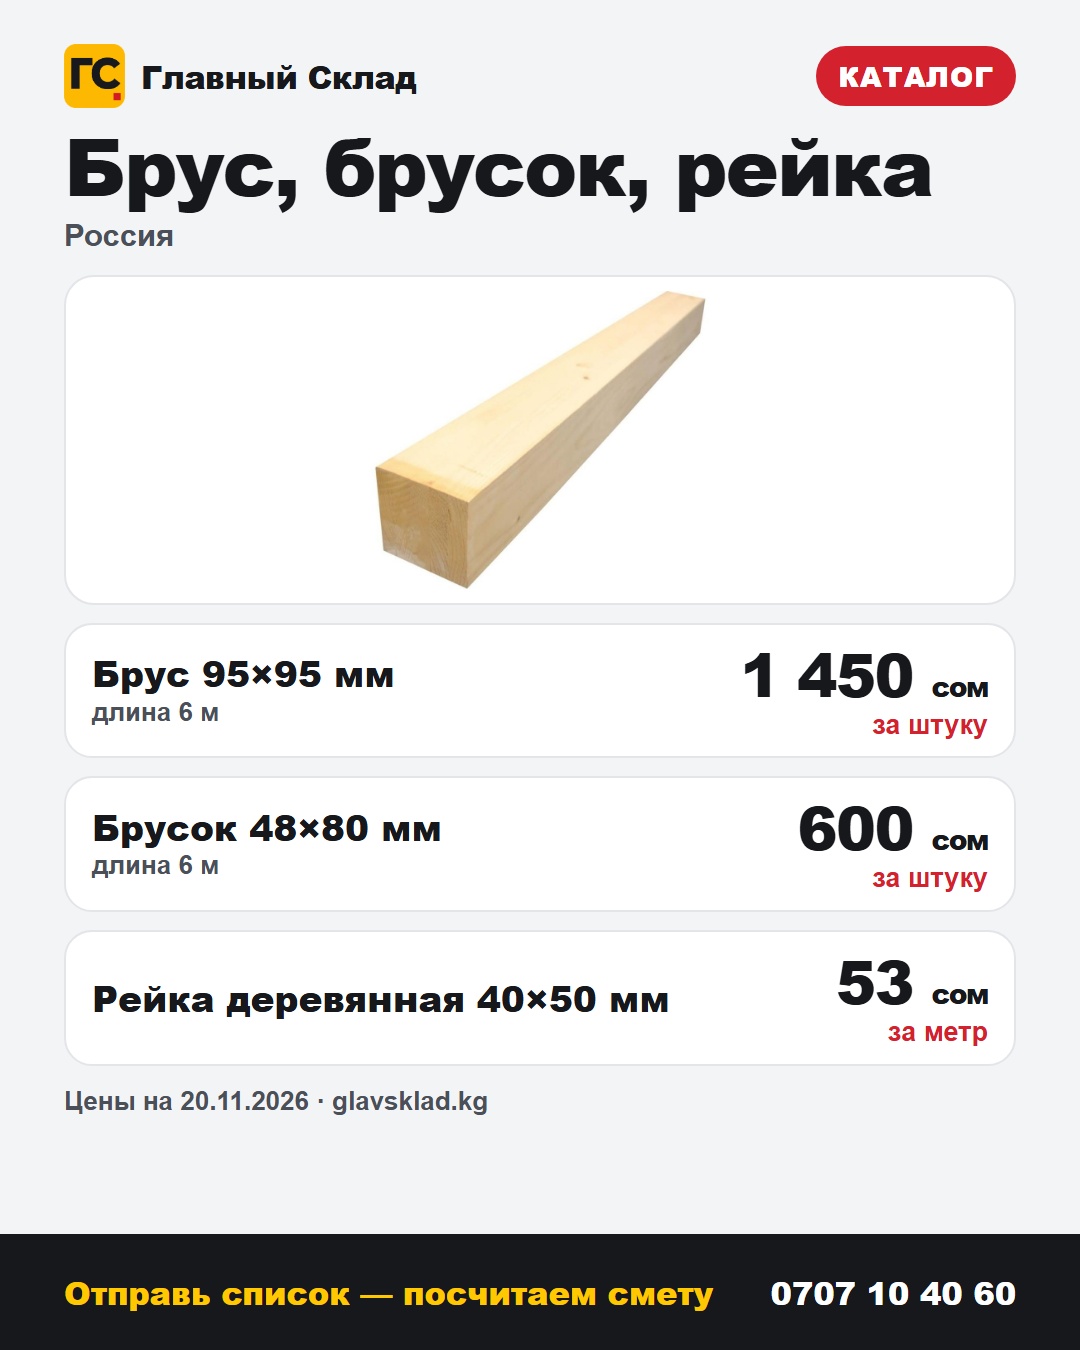 ГС Главный Склад
КАТАЛОГ
Брус, брусок, рейка
Россия
Брус 95×95 мм
длина 6 м
1 450 сом
за штуку
Брусок 48×80 мм
длина 6 м
600 сом
за штуку
Рейка деревянная 40×50 мм
53 сом
за метр
Цены на 20.11.2026 · glavsklad.kg
Отправь список — посчитаем смету
0707 10 40 60